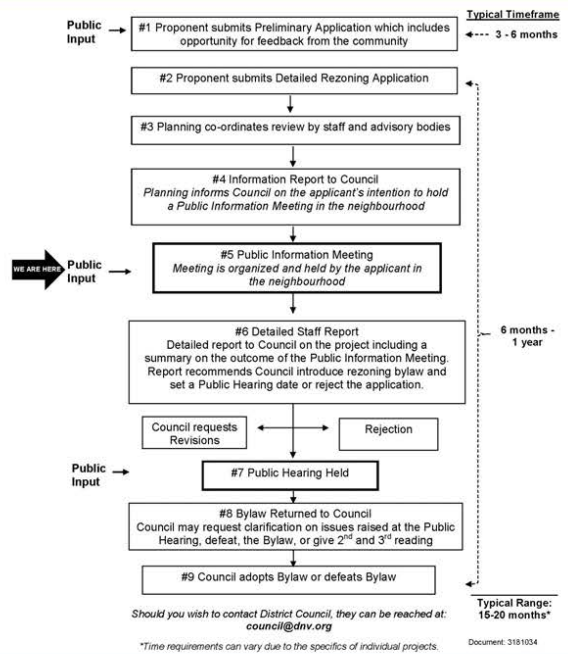 Typical Timeframe
Public
Input
#1 Proponent submits Preliminary Application which includes
opportunity for feedback from the community
3 - 6 months
#2 Proponent submits Detailed Rezoning Application
#3 Planning co-ordinates review by staff and advisory bodies
#4 Information Report to Council
Planning informs Council on the applicant's intention to hold
a Public Information Meeting in the neighbourhood
WE ARE HERE
Public
Input
#5 Public Information Meeting
Meeting is organized and held by the applicant in
the neighbourhood
#6 Detailed Staff Report
Detailed report to Council on the project including a
summary on the outcome of the Public Information Meeting.
Report recommends Council introduce rezoning bylaw and
set a Public Hearing date or reject the application.
6 months -
1 year
Council requests
Revisions
Rejection
Public
Input
#7 Public Hearing Held
#8 Bylaw Returned to Council
Council may request clarification on issues raised at the Public
Hearing, defeat, the Bylaw, or give 2nd and 3rd reading
#9 Council adopts Bylaw or defeats Bylaw
Typical Range:
15-20 months*
Should you wish to contact District Council, they can be reached at:
council@dnv.org
*Time requirements can vary due to the specifics of individual projects.
Document: 3181034